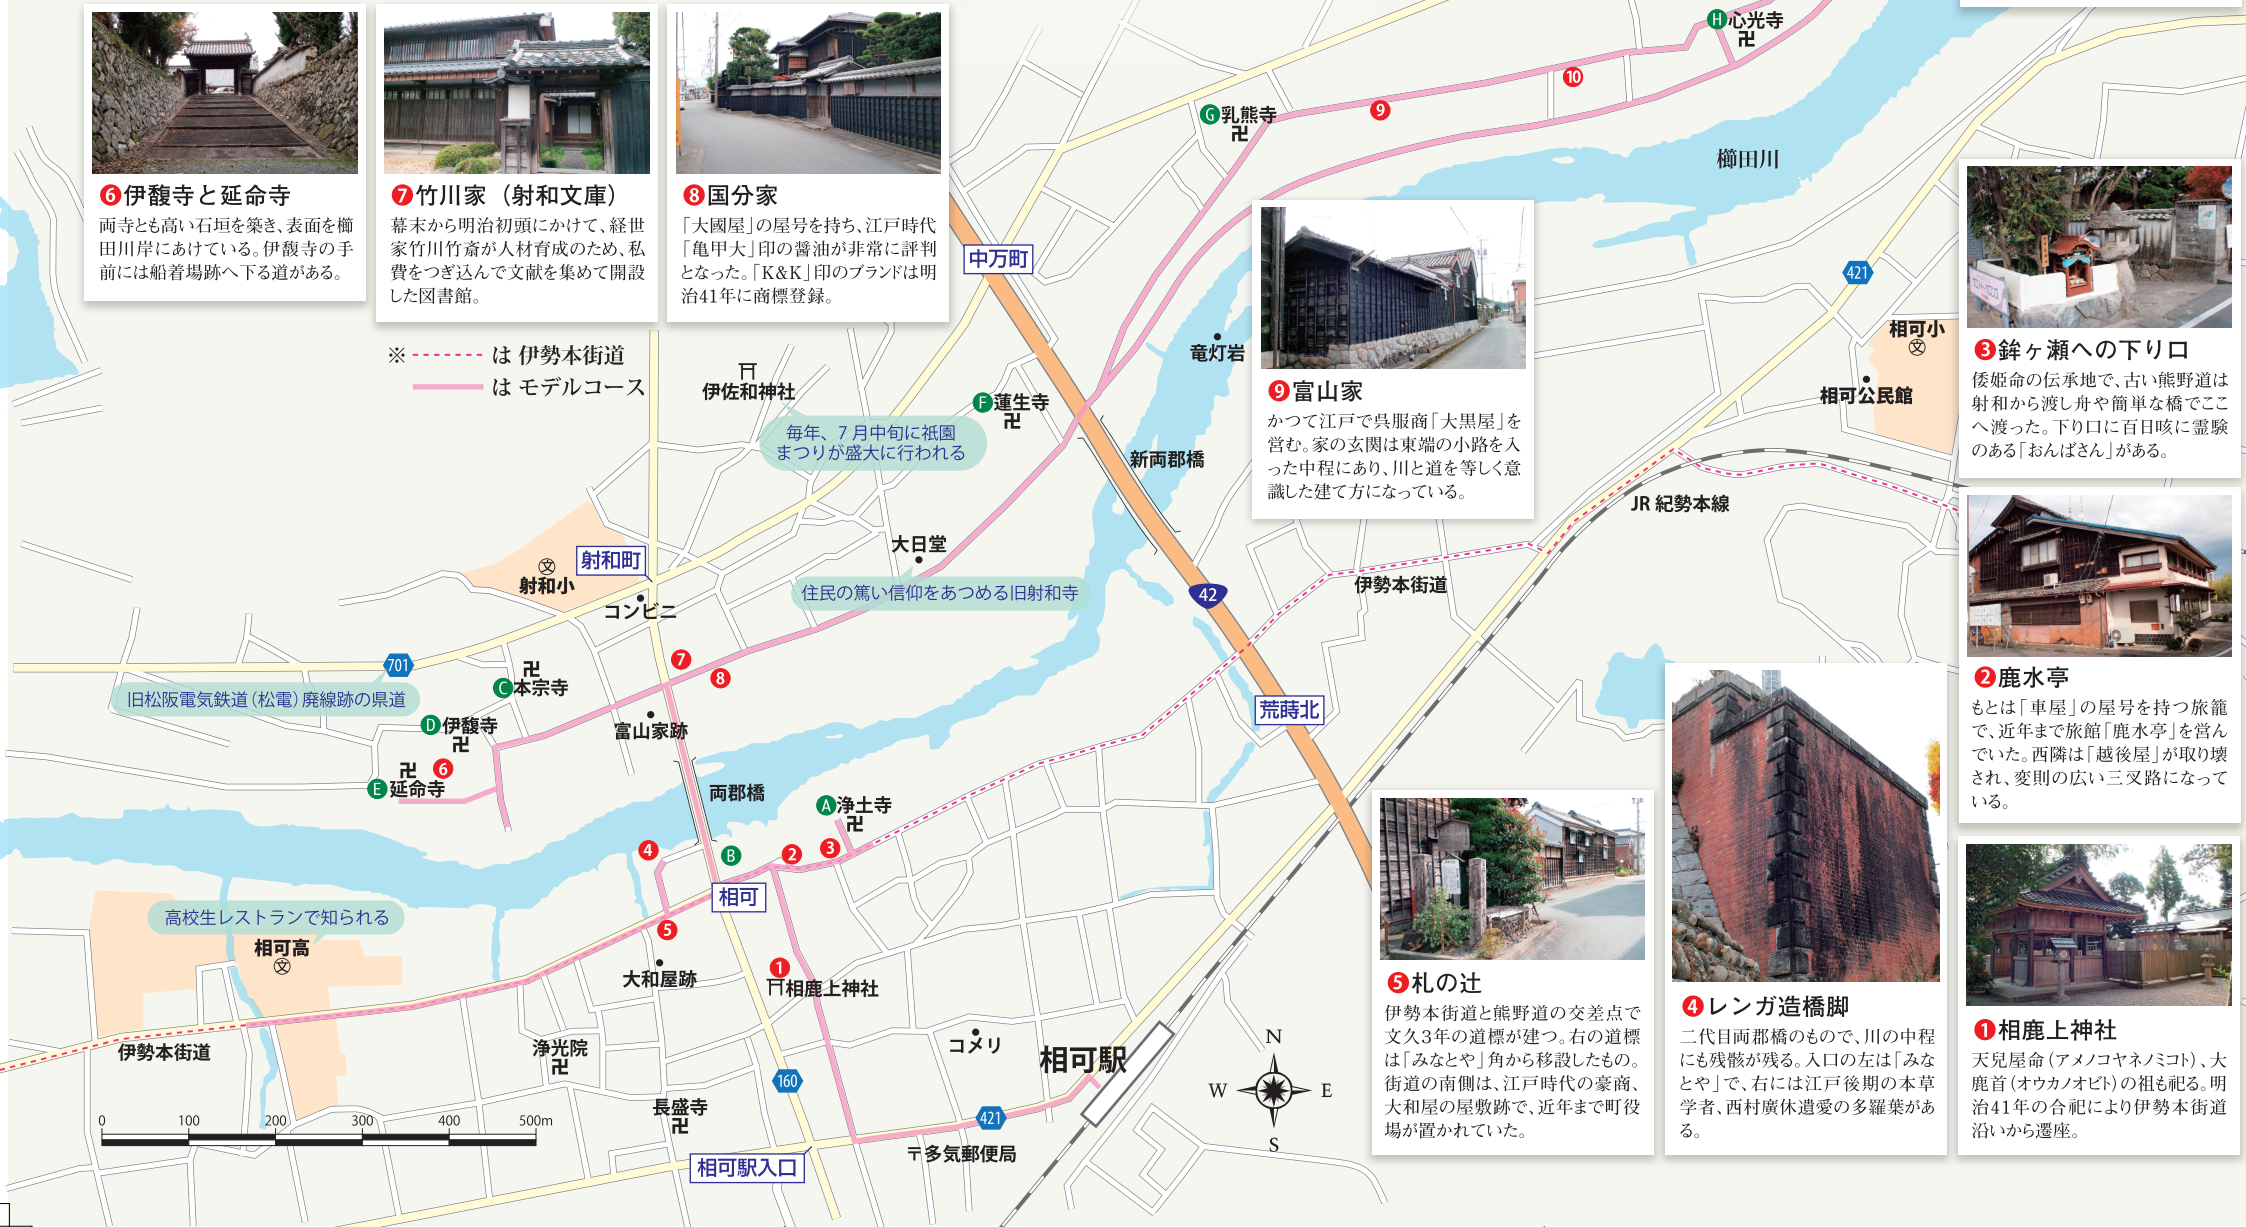 ❻伊馥寺と延命寺
両寺とも高い石垣を築き、表面を櫛
田川岸にあけている。伊馥寺の手
前には船着場跡へ下る道がある。
❼竹川家（射和文庫）
幕末から明治初頭にかけて、経世
家竹川竹斎が人材育成のため、私
費をつぎ込んで文献を集めて開設
した図書館。
❽国分家
「大國屋」の屋号を持ち、江戸時代
「亀甲大」印の醤油が非常に評判
となった。「K&K」印のブランドは明
治41年に商標登録。
※ は 伊勢本街道
は モデルコース
H 心光寺
卍
❿
❾
G 乳熊寺
卍
櫛田川
中万町
竜灯岩
421
相可小
文
相可公民館
❾富山家
かつて江戸で呉服商「大黒屋」を
営む。家の玄関は東端の小路を入
った中程にあり、川と道を等しく意
識した建て方になっている。
❸鉾ヶ瀬への下り口
倭姫命の伝承地で、古い熊野道は
射和から渡し舟や簡単な橋でここ
へ渡った。下り口に百日咳に霊験
のある「おんばさん」がある。
伊佐和神社
毎年、7月中旬に祇園
まつりが盛大に行われる
F 蓮生寺
卍
新両郡橋
JR 紀勢本線
大日堂
住民の篤い信仰をあつめる旧射和寺
射和町
文
射和小
コンビニ
42
伊勢本街道
❷鹿水亭
もとは「車屋」の屋号を持つ旅籠
で、近年まで旅館「鹿水亭」を営ん
でいた。西隣は「越後屋」が取り壊
され、変則の広い三叉路になって
いる。
701
旧松阪電気鉄道（松電）廃線跡の県道
卍
C 本宗寺
❼
❽
D 伊馥寺
卍
富山家跡
荒蒔北
卍 ❻
E 延命寺
両郡橋
A 浄土寺
卍
❹
B
❷
❸
相可
❺
高校生レストランで知られる
相可高
文
大和屋跡
❶
相鹿上神社
伊勢本街道
浄光院
卍
コメリ
相可駅
160
長盛寺
卍
421
〒多気郵便局
相可駅入口
0 100 200 300 400 500m
N
W E
S
❺札の辻
伊勢本街道と熊野道の交差点で
文久3年の道標が建つ。右の道標
は「みなとや」角から移設したもの。
街道の南側は、江戸時代の豪商、
大和屋の屋敷跡で、近年まで町役
場が置かれていた。
❹レンガ造橋脚
二代目両郡橋のもので、川の中程
にも残骸が残る。入口の左は「みな
とや」で、右には江戸後期の本草
学者、西村廣休遺愛の多羅葉があ
る。
❶相鹿上神社
天兒屋命（アメノコヤネノミコト）、大
鹿首（オウカノオビト）の祖も祀る。明
治41年の合祀により伊勢本街道
沿いから遷座。